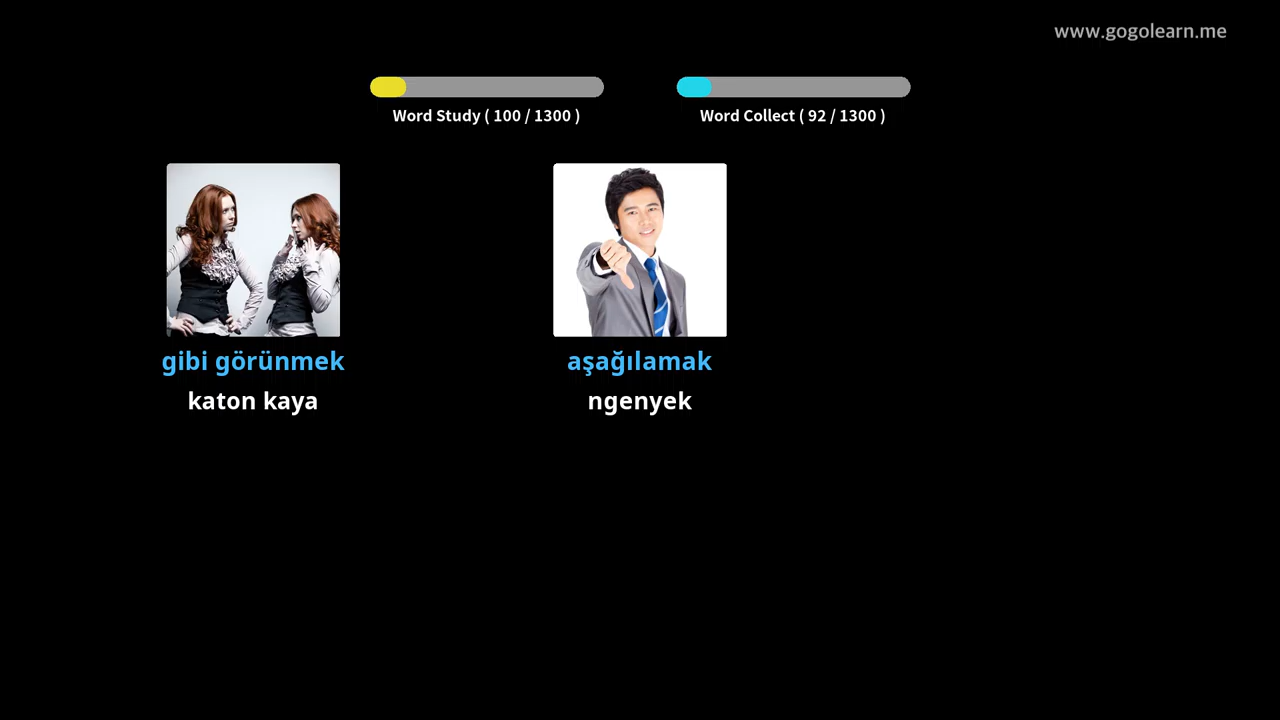 www.gogolearn.me
Word Study ( 100 / 1300 )
Word Collect ( 92 / 1300 )
gibi görünmek
katon kaya
aşağılamak
ngenyek